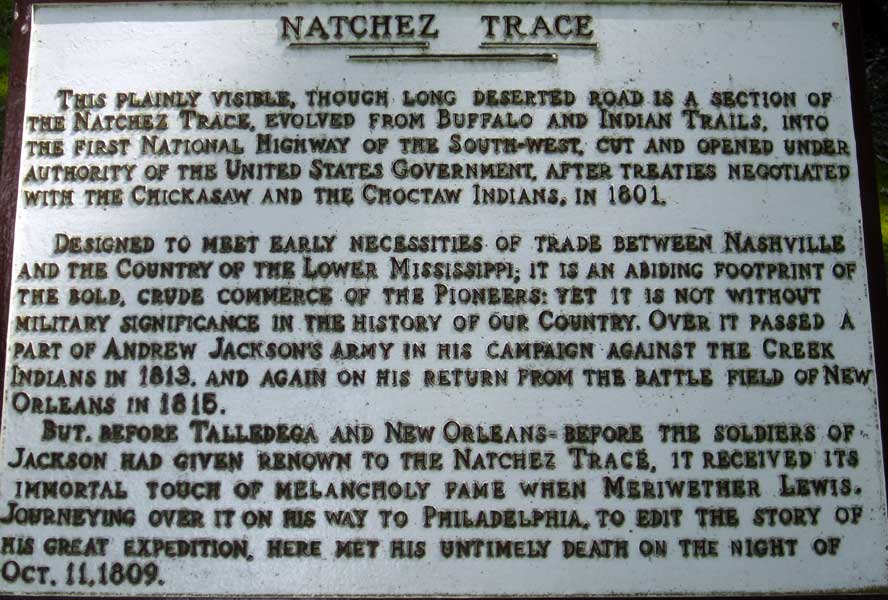 NATCHEZ TRACE
THIS PLAINLY VISIBLE, THOUGH LONG DESERTED ROAD IS A SECTION OF
THE NATCHEZ TRACE, EVOLVED FROM BUFFALO AND INDIAN TRAILS, INTO
THE FIRST NATIONAL HIGHWAY OF THE SOUTH-WEST, CUT AND OPENED UNDER
AUTHORITY OF THE UNITED STATES GOVERNMENT, AFTER TREATIES NEGOTIATED
WITH THE CHICKASAW AND THE CHOCTAW INDIANS, IN 1801.
DESIGNED TO MEET EARLY NECESSITIES OF TRADE BETWEEN NASHVILLE
AND THE COUNTRY OF THE LOWER MISSISSIPPI; IT IS AN ABIDING FOOTPRINT OF
THE BOLD, CRUDE COMMERCE OF THE PIONEERS: YET IT IS NOT WITHOUT
MILITARY SIGNIFICANCE IN THE HISTORY OF OUR COUNTRY. OVER IT PASSED A
PART OF ANDREW JACKSON'S ARMY IN HIS CAMPAIGN AGAINST THE CREEK
INDIANS IN 1813, AND AGAIN ON HIS RETURN FROM THE BATTLE FIELD OF NEW
ORLEANS IN 1815.
BUT, BEFORE TALLEDEGA AND NEW ORLEANS= BEFORE THE SOLDIERS OF
JACKSON HAD GIVEN RENOWN TO THE NATCHEZ TRACE, IT RECEIVED ITS
IMMORTAL TOUCH OF MELANCHOLY FAME WHEN MERIWETHER LEWIS,
JOURNEYING OVER IT ON HIS WAY TO PHILADELPHIA, TO EDIT THE STORY OF
HIS GREAT EXPEDITION, HERE MET HIS UNTIMELY DEATH ON THE NIGHT OF
OCT. 11, 1809.